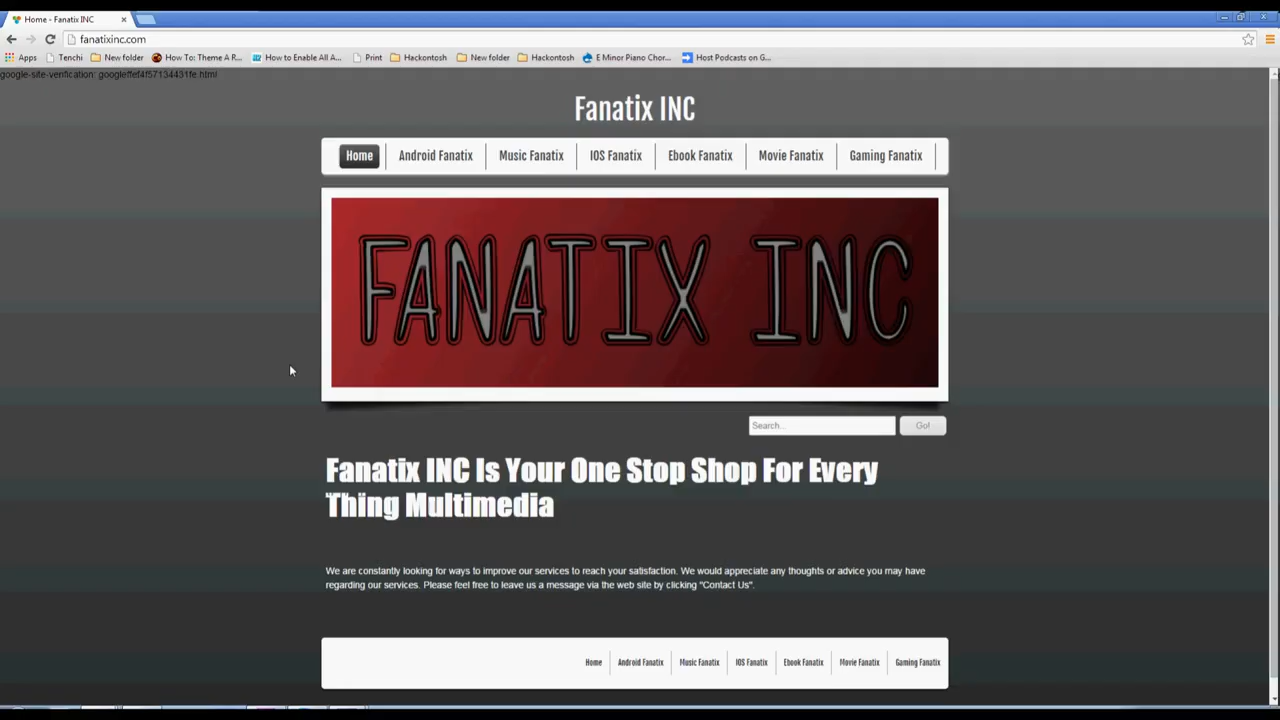 Home - Fanatix INC
fanatixinc.com
Apps Tenchi New folder How To: Theme A R... How to Enable All A... Print Hackontosh New folder Hackontosh E Minor Piano Chor... Host Podcasts on G...
google-site-verification: googleffef4f57134431fe.html
Fanatix INC
Home Android Fanatix Music Fanatix IOS Fanatix Ebook Fanatix Movie Fanatix Gaming Fanatix
FANATIX INC
Search... Go!
Fanatix INC Is Your One Stop Shop For Every
Thing Multimedia
We are constantly looking for ways to improve our services to reach your satisfaction. We would appreciate any thoughts or advice you may have
regarding our services. Please feel free to leave us a message via the web site by clicking "Contact Us".
Home Android Fanatix Music Fanatix IOS Fanatix Ebook Fanatix Movie Fanatix Gaming Fanatix